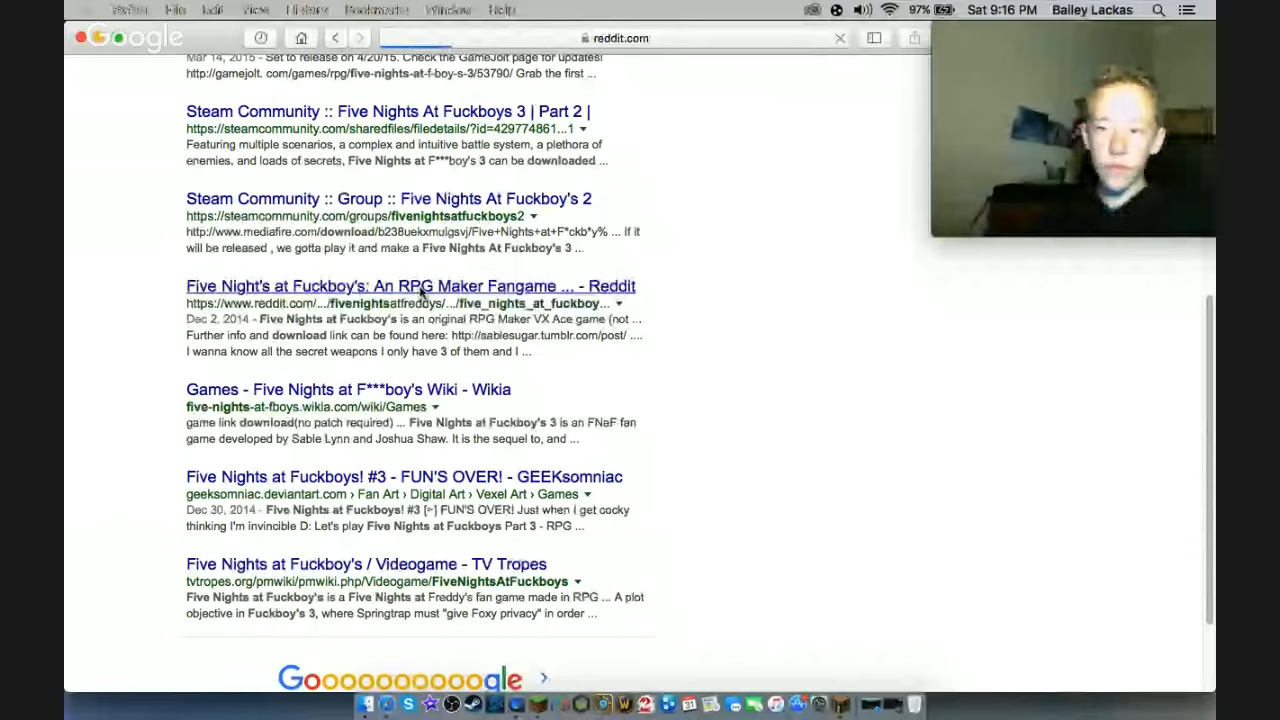 Safari File Edit View History Bookmarks Window Help 97% Sat 9:16 PM Bailey Lackas
Google
reddit.com
Mar 14, 2015 - Set to release on 4/20/15. Check the GameJolt page for updates!
http://gamejolt. com/games/rpg/five-nights-at-f-boy-s-3/53790/ Grab the first ...
Steam Community :: Five Nights At Fuckboys 3 | Part 2 |
https://steamcommunity.com/sharedfiles/filedetails/?id=429774861...1
Featuring multiple scenarios, a complex and intuitive battle system, a plethora of
enemies, and loads of secrets, Five Nights at F***boy's 3 can be downloaded ...
Steam Community :: Group :: Five Nights At Fuckboy's 2
https://steamcommunity.com/groups/fivenightsatfuckboys2
http://www.mediafire.com/download/b238uekxmulgsvj/Five+Nights+at+F*ckb*y% ... If it
will be released , we gotta play it and make a Five Nights At Fuckboy's 3 ...
Five Night's at Fuckboy's: An RPG Maker Fangame ... - Reddit
https://www.reddit.com/.../fivenightsatfreddys/.../five_nights_at_fuckboy...
Dec 2, 2014 - Five Nights at Fuckboy's is an original RPG Maker VX Ace game (not ...
Further info and download link can be found here: http://sablesugar.tumblr.com/post/ ....
I wanna know all the secret weapons I only have 3 of them and I ...
Games - Five Nights at F***boy's Wiki - Wikia
five-nights-at-fboys.wikia.com/wiki/Games
game link download(no patch required) ... Five Nights at Fuckboy's 3 is an FNaF fan
game developed by Sable Lynn and Joshua Shaw. It is the sequel to, and ...
Five Nights at Fuckboys! #3 - FUN'S OVER! - GEEKsomniac
geeksomniac.deviantart.com › Fan Art › Digital Art › Vexel Art › Games
Dec 30, 2014 - Five Nights at Fuckboys! #3 [►] FUN'S OVER! Just when i get cocky
thinking I'm invincible D: Let's play Five Nights at Fuckboys Part 3 - RPG ...
Five Nights at Fuckboy's / Videogame - TV Tropes
tvtropes.org/pmwiki/pmwiki.php/Videogame/FiveNightsAtFuckboys
Five Nights at Fuckboy's is a Five Nights at Freddy's fan game made in RPG ... A plot
objective in Fuckboy's 3, where Springtrap must "give Foxy privacy" in order ...
Goooooooooogle